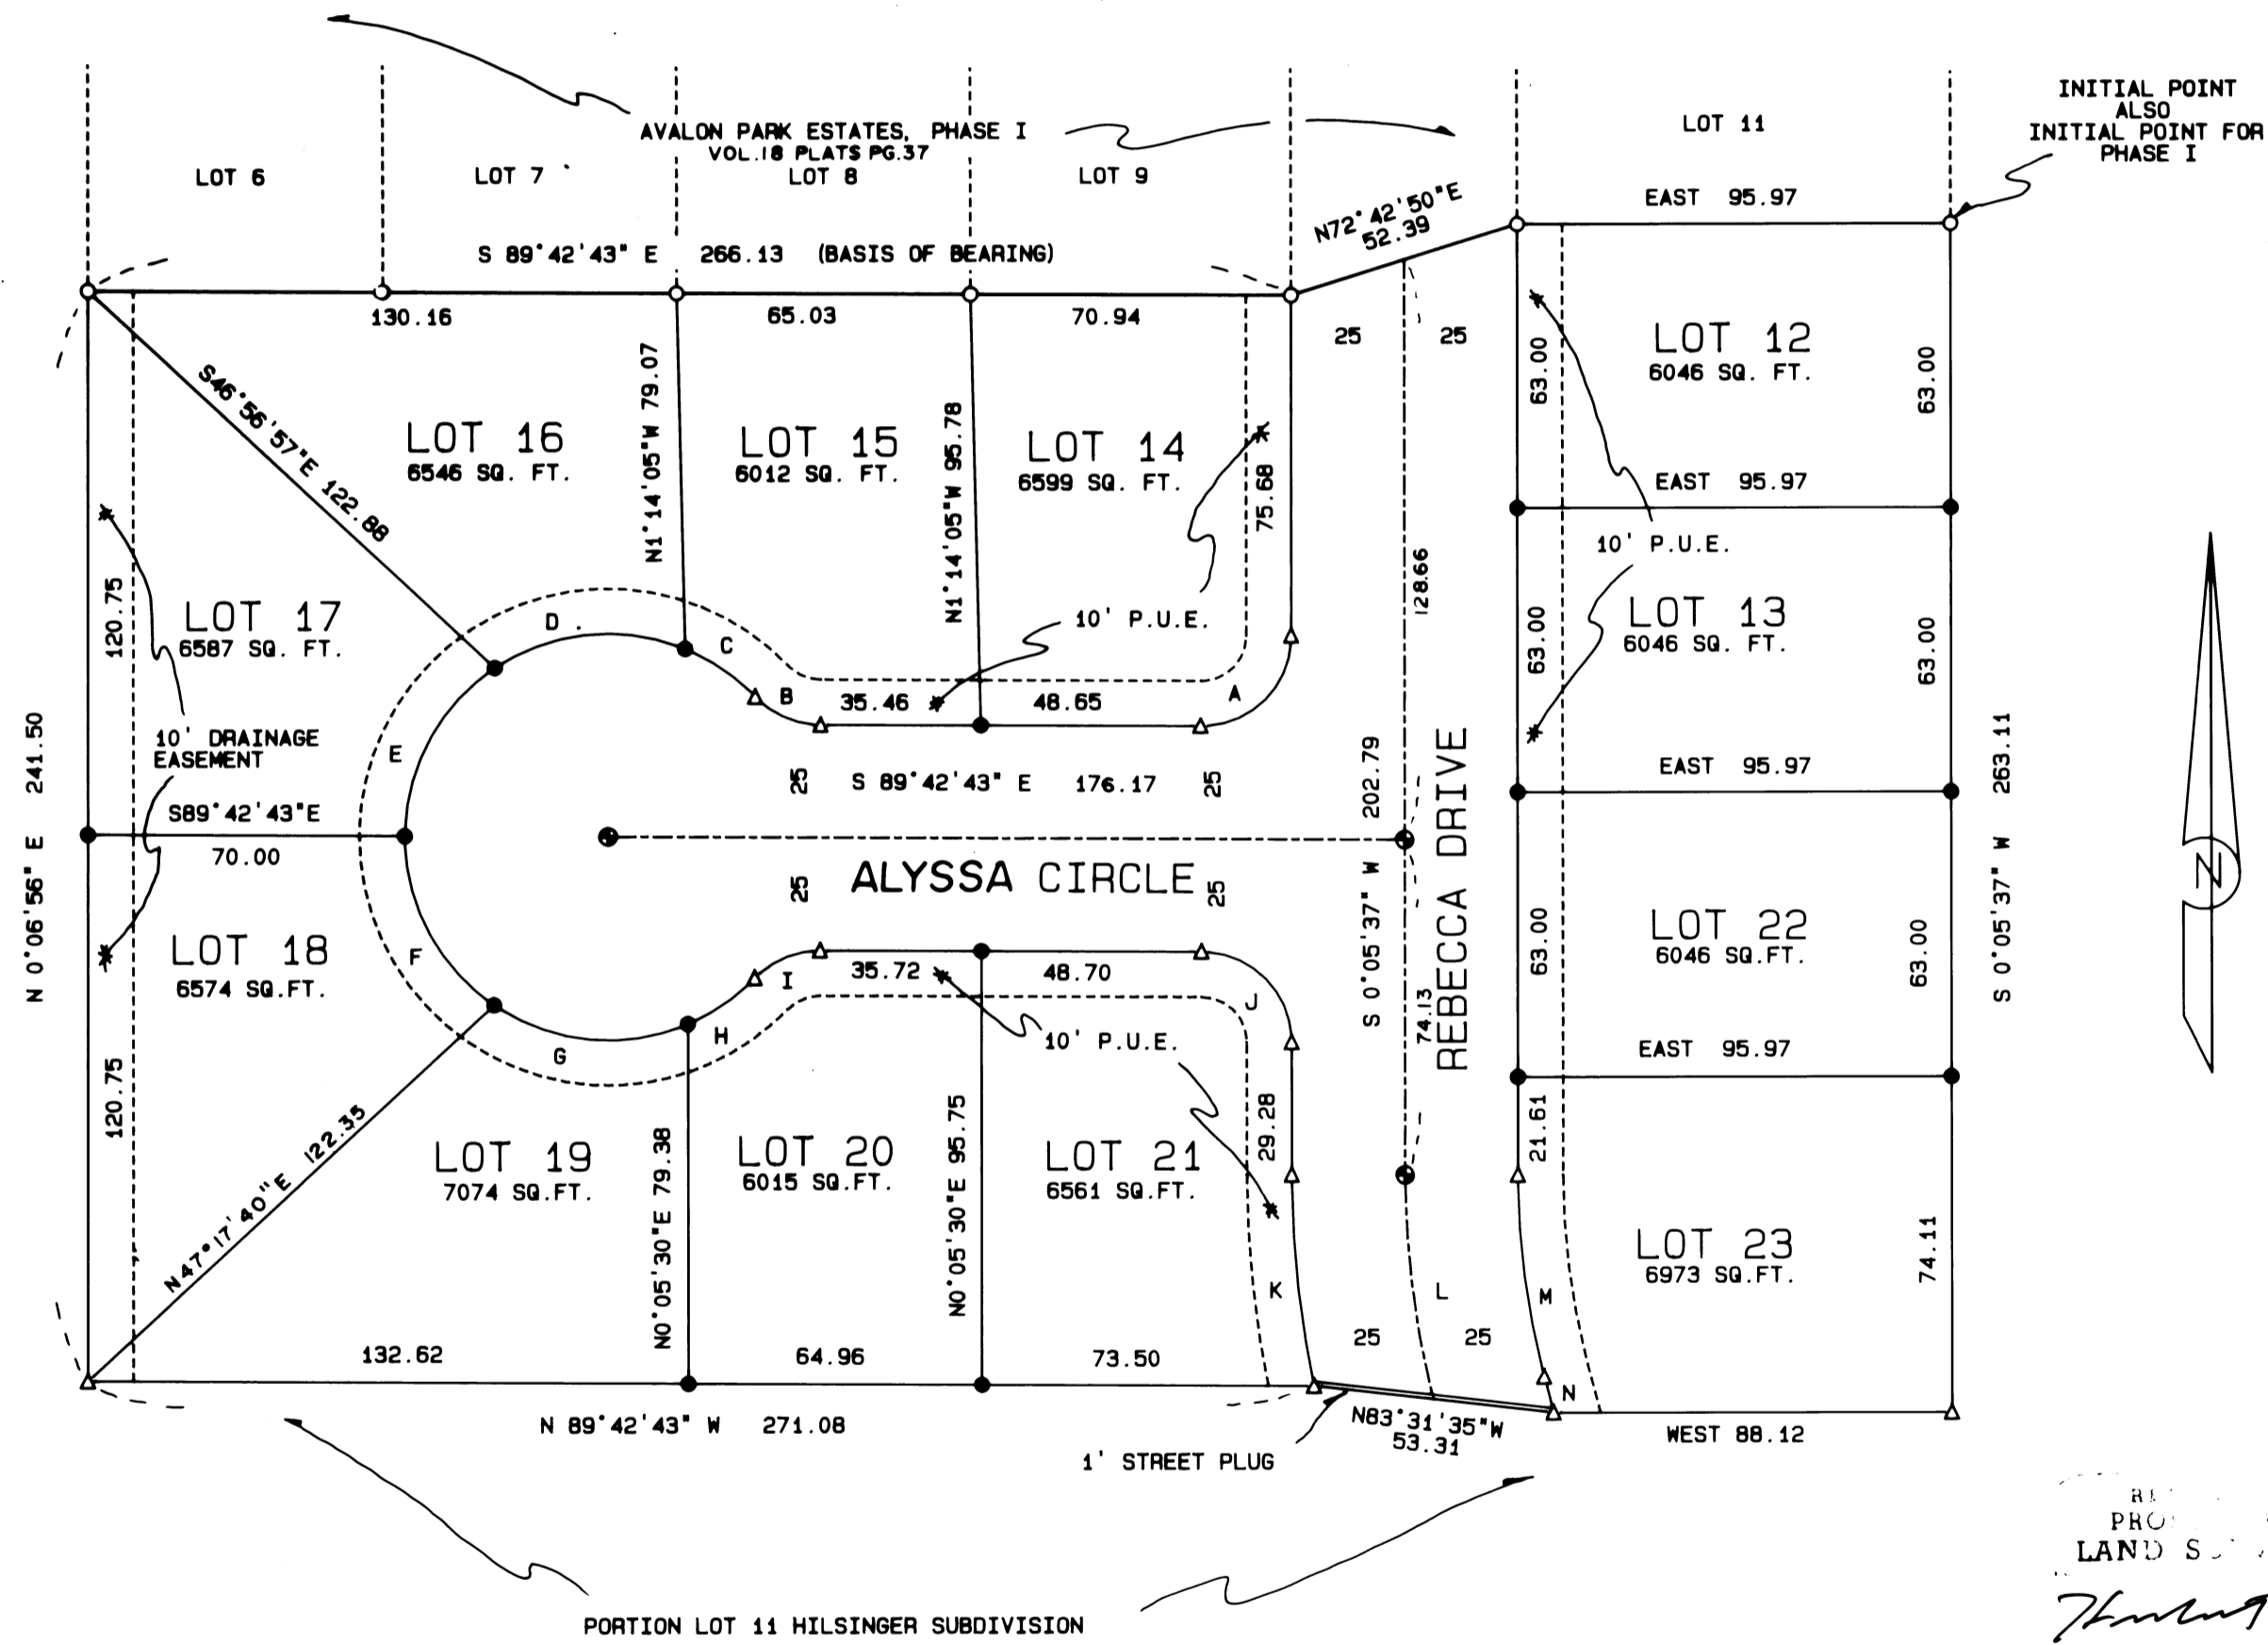 INITIAL POINT
ALSO
INITIAL POINT FOR
PHASE I
AVALON PARK ESTATES, PHASE I
VOL.18 PLATS PG.37
LOT 6
LOT 7
LOT 8
LOT 9
LOT 11
EAST 95.97
N72°42'50"E
52.39
S 89°42'43" E 266.13 (BASIS OF BEARING)
130.16
65.03
70.94
25
25
S46°56'57"E 122.88
LOT 16
6546 SQ. FT.
N1°14'05"W 79.07
LOT 15
6012 SQ. FT.
N1°14'05"W 95.78
LOT 14
6599 SQ. FT.
75.68
128.66
63.00
LOT 12
6046 SQ. FT.
63.00
EAST 95.97
10' P.U.E.
120.75
LOT 17
6587 SQ. FT.
D
C
B
35.46
10' P.U.E.
48.65
A
63.00
LOT 13
6046 SQ. FT.
63.00
N 0°06'56" E 241.50
10' DRAINAGE
EASEMENT
E
25
S 89°42'43" E 176.17
25
202.79
S 0°05'37" W
REBECCA DRIVE
EAST 95.97
S 0°05'37" W 263.11
S89°42'43"E
70.00
25
ALYSSA CIRCLE
25
N
LOT 18
6574 SQ.FT.
F
G
H
I
35.72
48.70
J
10' P.U.E.
74.13
63.00
LOT 22
6046 SQ. FT.
63.00
EAST 95.97
120.75
N47°17'40"E 122.35
LOT 19
7074 SQ.FT.
N0°05'30"E 79.38
LOT 20
6015 SQ.FT.
N0°05'30"E 95.75
LOT 21
6561 SQ.FT.
29.28
21.61
LOT 23
6973 SQ.FT.
74.11
K
L
M
25
25
132.62
64.96
73.50
N
N 89°42'43" W 271.08
N83°31'35"W
53.31
WEST 88.12
1' STREET PLUG
PORTION LOT 11 HILSINGER SUBDIVISION
LAND